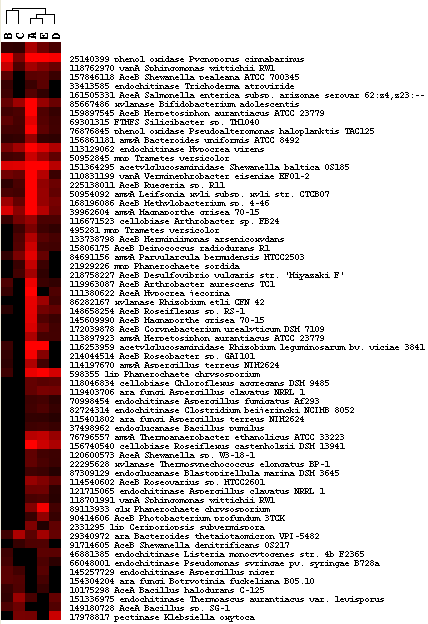 B C A E D
25140399 phenol oxidase Pycnoporus cinnabarinus
118762970 vanA Sphingomonas wittichii RW1
157846118 AceB Shewanella pealeana ATCC 700345
33413585 endochitinase Trichoderma atroviride
161505331 AceA Salmonella enterica subsp. arizonae serovar 62:z4,z23:--
85667486 xylanase Bifidobacterium adolescentis
159897545 AceB Herpetosiphon aurantiacus ATCC 23779
69301315 FTHFS Silicibacter sp. TM1040
76876845 phenol oxidase Pseudoalteromonas haloplanktis TAC125
156861181 amyA Bacteroides uniformis ATCC 8492
113129062 endochitinase Hypocrea virens
50952845 mnp Trametes versicolor
151364295 acetylglucosaminidase Shewanella baltica OS185
110831199 vanA Verminephrobacter eiseniae EF01-2
225138011 AceB Ruegeria sp. R11
50954092 amyA Leifsonia xyli subsp. xyli str. CTCB07
168196086 AceB Methylobacterium sp. 4-46
39962604 amyA Magnaporthe grisea 70-15
116671523 cellobiase Arthrobacter sp. FB24
495281 mnp Trametes versicolor
133738798 AceB Herminiimonas arsenicoxydans
15806175 AceB Deinococcus radiodurans R1
84691156 amyA Parvularcula bermudensis HTCC2503
21929226 mnp Phanerochaete sordida
218758227 AceB Desulfovibrio vulgaris str. 'Miyazaki F'
119963087 AceB Arthrobacter aurescens TC1
111380622 AceA Hypocrea jecorina
86282167 xylanase Rhizobium etli CFN 42
148658254 AceB Roseiflexus sp. RS-1
145609990 AceB Magnaporthe grisea 70-15
172039878 AceB Corynebacterium urealyticum DSM 7109
113897923 amyA Herpetosiphon aurantiacus ATCC 23779
116253959 acetylglucosaminidase Rhizobium leguminosarum bv. viciae 3841
214044514 AceB Roseobacter sp. GAI101
114197670 amyA Aspergillus terreus NIH2624
598355 lip Phanerochaete chrysosporium
118046834 cellobiase Chloroflexus aggregans DSM 9485
119403706 ara fungi Aspergillus clavatus NRRL 1
70998454 endochitinase Aspergillus fumigatus Af293
82724314 endochitinase Clostridium beijerincki NCIMB 8052
115401802 ara fungi Aspergillus terreus NIH2624
37498962 endoglucanase Bacillus pumilus
76796557 amyA Thermoanaerobacter ethanolicus ATCC 33223
156740540 cellobiase Roseiflexus castenholzii DSM 13941
120600573 AceA Shewanella sp. W3-18-1
22295628 xylanase Thermosynechococcus elongatus BP-1
87309129 endoglucanase Blastopirellula marina DSM 3645
114540602 AceB Roseovarius sp. HTCC2601
121715065 endochitinase Aspergillus clavatus NRRL 1
118701991 vanA Sphingomonas wittichii RW1
89113933 glx Phanerochaete chrysosporium
90414606 AceB Photobacterium profundum 3TCK
2331295 lip Ceriporiopsis subvermispora
29340972 ara Bacteroides thetaiotaomicron VPI-5482
91714605 AceB Shewanella denitrificans OS217
46881385 endochitinase Listeria monocytogenes str. 4b F2365
66048001 endochitinase Pseudomonas syringae pv. syringae B728a
145257729 endochitinase Aspergillus niger
154304204 ara fungi Botryotinia fuckeliana B05.10
10175298 AceA Bacillus halodurans C-125
151336975 endochitinase Thermoascus aurantiacus var. levisporus
149180728 AceA Bacillus sp. SG-1
17978817 pectinase Klebsiella oxytoca